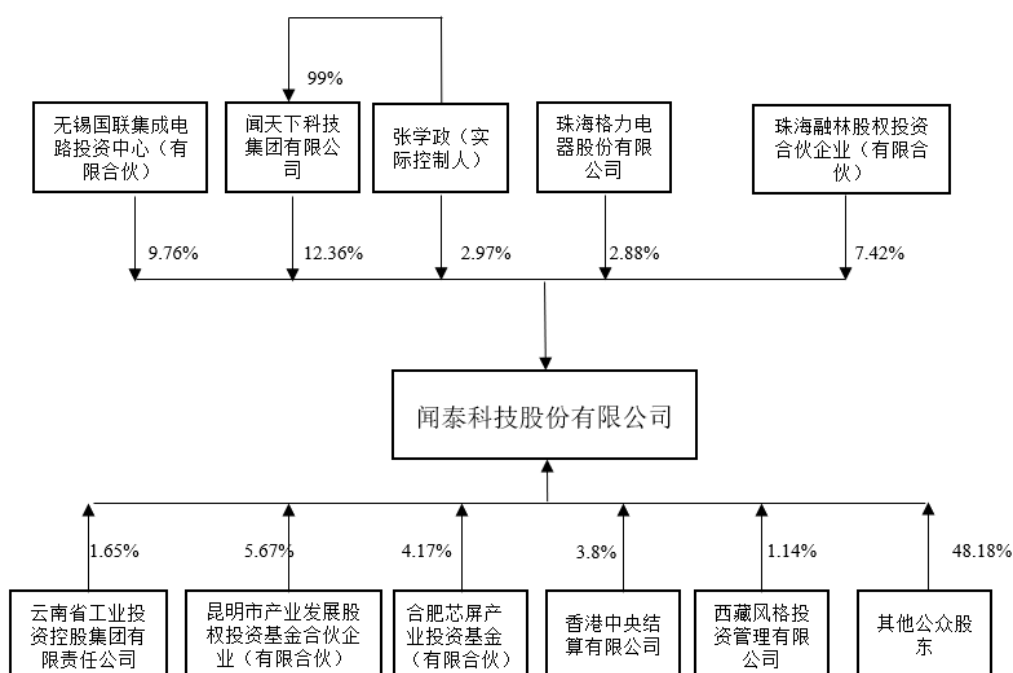 99%
无锡国联集成电
路投资中心（有
限合伙）
闻天下科技
集团有限公
司
张学政（实
际控制人）
珠海格力电
器股份有限
公司
珠海融林股权投资
合伙企业（有限合
伙）
9.76%
12.36%
2.97%
2.88%
7.42%
闻泰科技股份有限公司
1.65%
5.67%
4.17%
3.8%
1.14%
48.18%
云南省工业投
资控股集团有
限责任公司
昆明市产业发展股
权投资基金合伙企
业（有限合伙）
合肥芯屏产
业投资基金
（有限合伙）
香港中央结
算有限公司
西藏风格投
资管理有限
公司
其他公众股
东